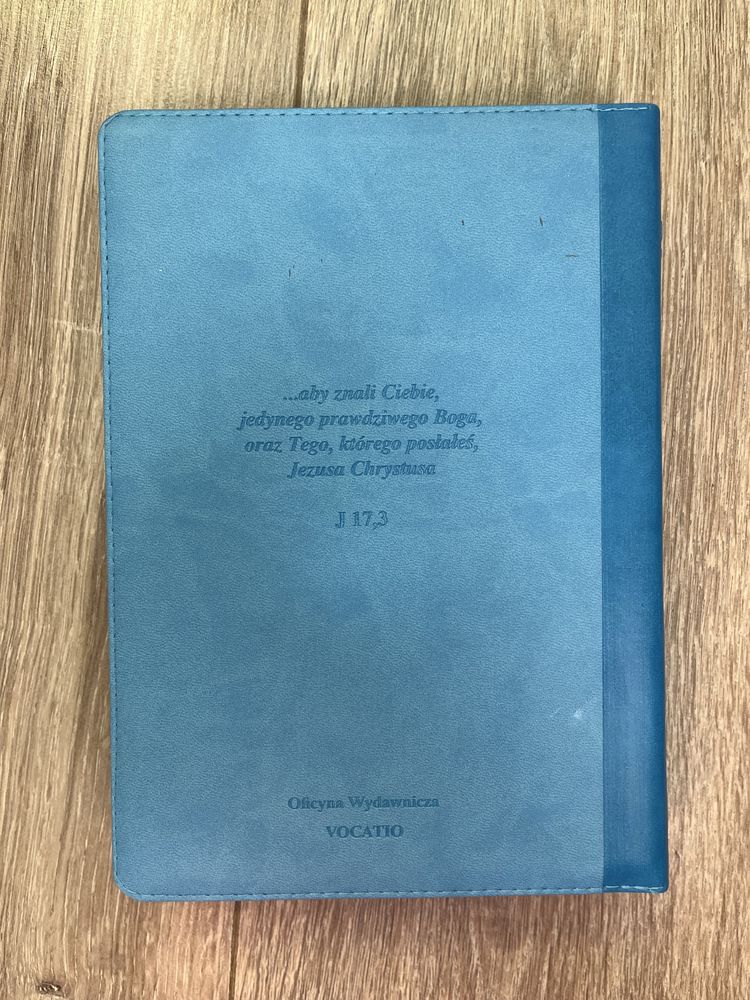 ...aby znali Ciebie,
jedynego prawdziwego Boga,
oraz Tego, którego posłałeś,
Jezusa Chrystusa
J 17,3
Oficyna Wydawnicza
VOCATIO